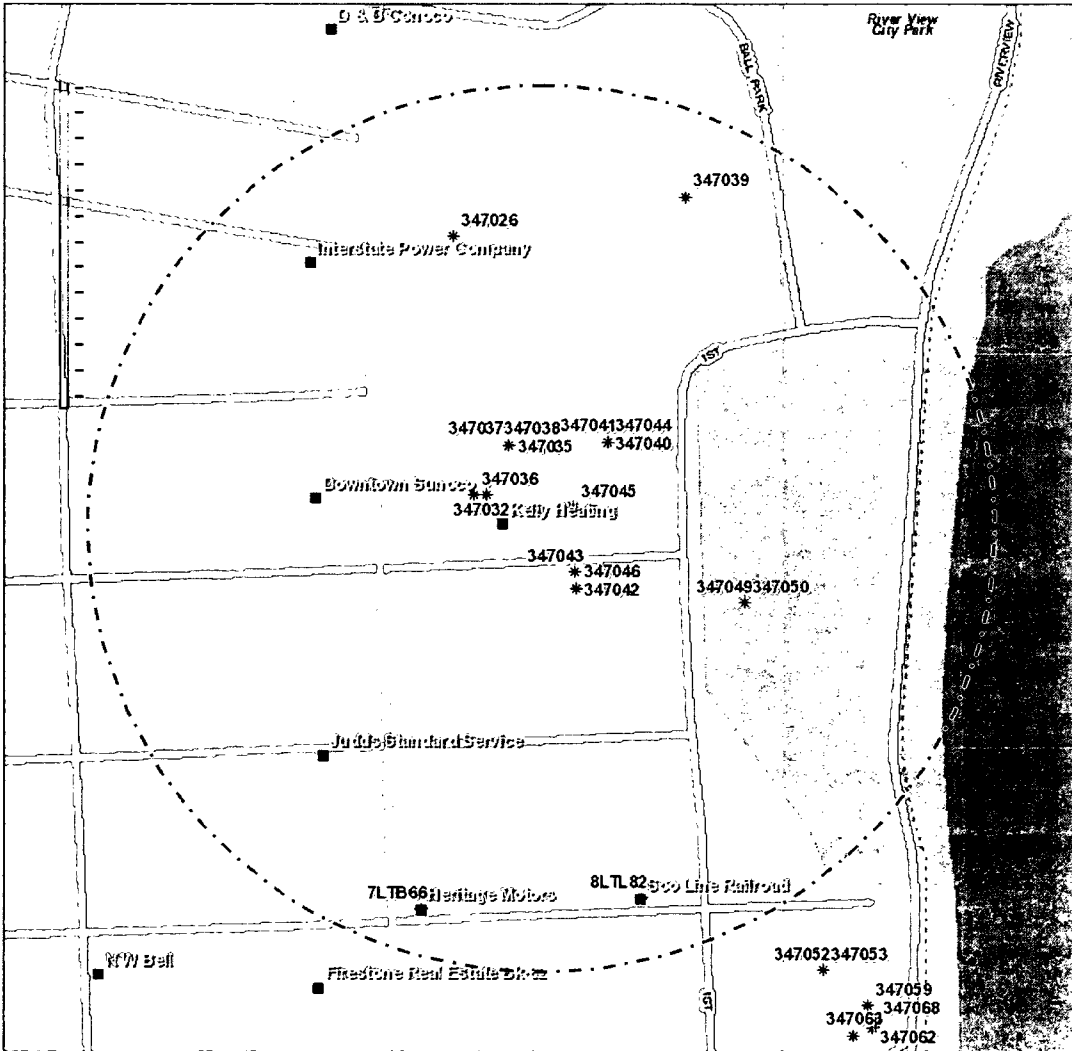 D & B Conoco
River View
City Park
RIVERVIEW
BALL PARK
347039
347026
Interstate Power Company
1ST
347037347038347041347044
347035
347040
Downtown Sunoco
347036
347045
347032
Kelly Heating
347043
347046
347042
347049347050
Judds Standard Service
7LTB66
Heritage Motors
8LTL82
Soo Line Railroad
347052347053
NW Bell
Firestone Real Estate
347059
347068
347063
347062
1ST